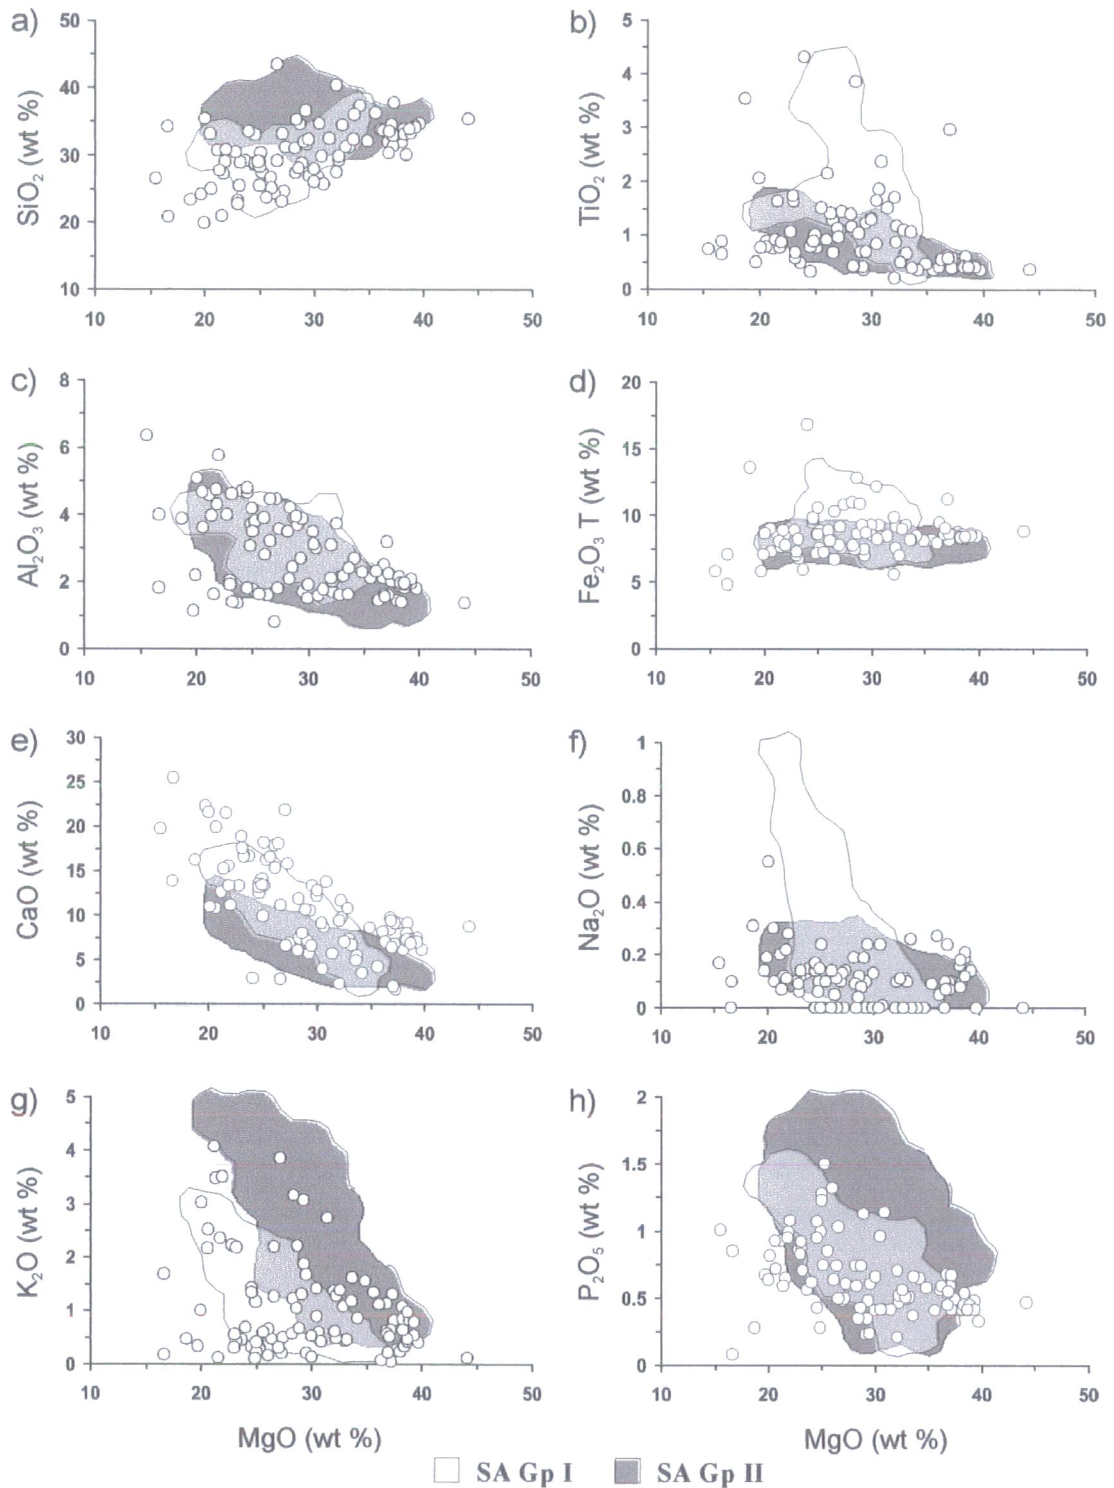 a)
50
40
30
20
10
SiO₂ (wt %)
10 20 30 40 50
b)
5
4
3
2
1
0
TiO₂ (wt %)
10 20 30 40 50
c)
8
6
4
2
0
Al₂O₃ (wt %)
10 20 30 40 50
d)
20
15
10
5
0
Fe₂O₃T (wt %)
10 20 30 40 50
e)
30
25
20
15
10
5
0
CaO (wt %)
10 20 30 40 50
f)
1
0.8
0.6
0.4
0.2
0
Na₂O (wt %)
10 20 30 40 50
g)
5
4
3
2
1
0
K₂O (wt %)
10 20 30 40 50
MgO (wt %)
h)
2
1.5
1
0.5
0
P₂O₅ (wt %)
10 20 30 40 50
MgO (wt %)
SA Gp I SA Gp II